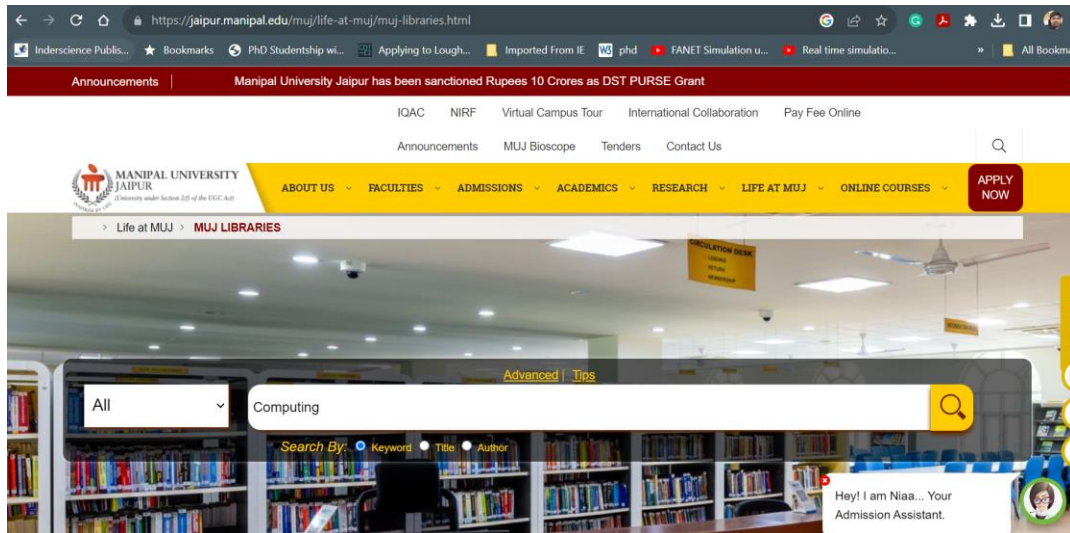 https://jaipur.manipal.edu/muj/life-at-muj/muj-libraries.html
Inderscience Publis... Bookmarks PhD Studentship wi... Applying to Lough... Imported From IE phd FANET Simulation u... Real time simulatio... » All Bookma
Announcements Manipal University Jaipur has been sanctioned Rupees 10 Crores as DST PURSE Grant
IQAC NIRF Virtual Campus Tour International Collaboration Pay Fee Online
Announcements MUJ Bioscope Tenders Contact Us
MANIPAL UNIVERSITY
JAIPUR
(University under Section 2(f) of the UGC Act)
ABOUT US FACULTIES ADMISSIONS ACADEMICS RESEARCH LIFE AT MUJ ONLINE COURSES
APPLY
NOW
> Life at MUJ > MUJ LIBRARIES
CIRCULATION DESK
- LENDING
- RETURN
- MEMBERSHIP
Advanced | Tips
All
Computing
Search By: Keyword Title Author
Hey! I am Niaa... Your
Admission Assistant.